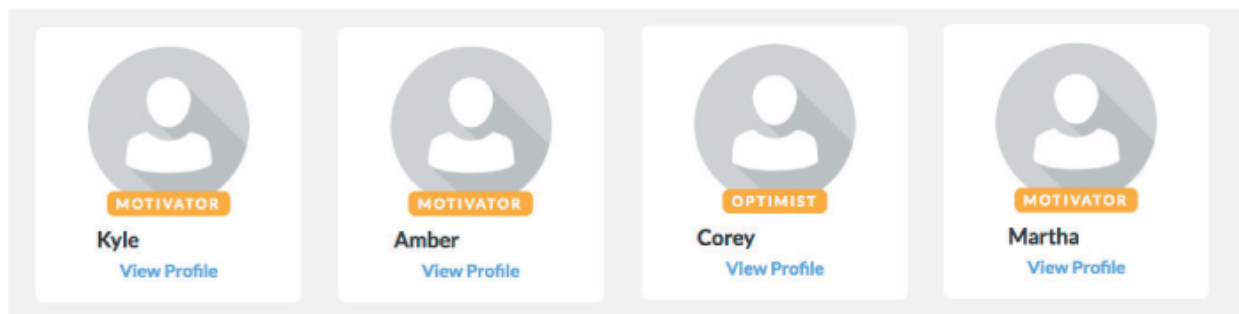 MOTIVATOR
Kyle
View Profile
MOTIVATOR
Amber
View Profile
OPTIMIST
Corey
View Profile
MOTIVATOR
Martha
View Profile